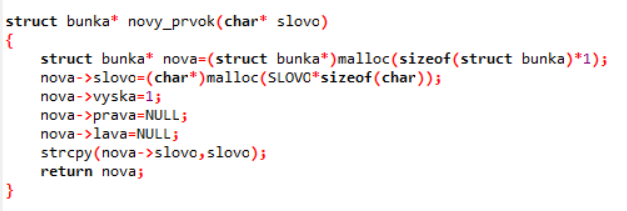 struct bunka* novy_prvok(char* slovo)
{
    struct bunka* nova=(struct bunka*)malloc(sizeof(struct bunka)*1);
    nova->slovo=(char*)malloc(SLOVO*sizeof(char));
    nova->vyska=1;
    nova->prava=NULL;
    nova->lava=NULL;
    strcpy(nova->slovo,slovo);
    return nova;
}